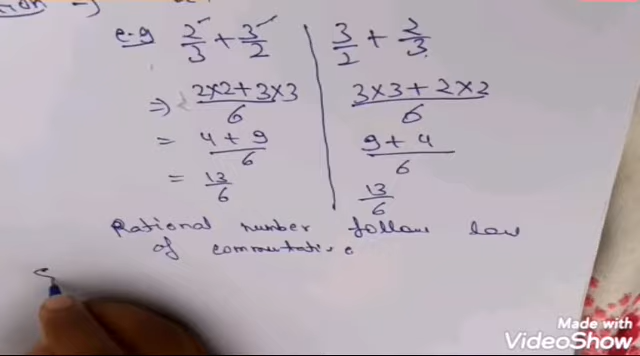 e.g 2/3 + 3/2 | 3/2 + 2/3
⇒ 2×2+3×3/6 | 3×3+2×2/6
= 4+9/6 | 9+4/6
= 13/6 | 13/6
Rational number follow law
of commutative
Made with
VideoShow